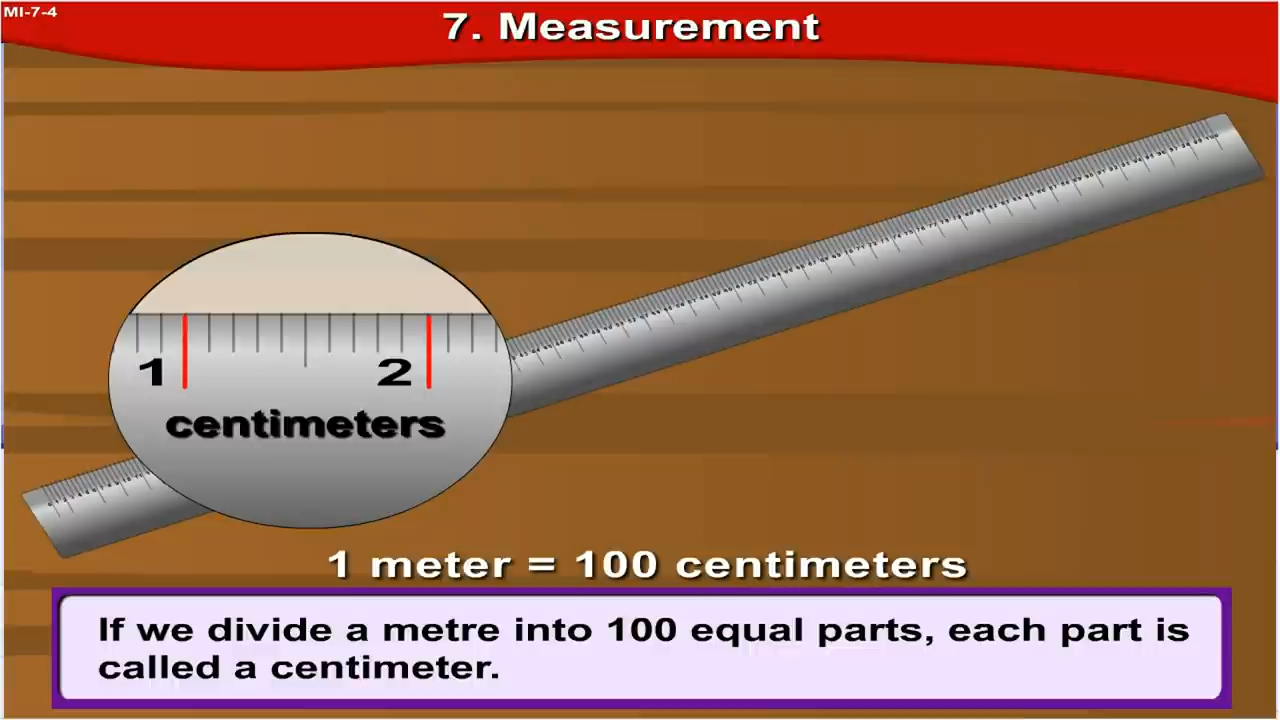 MI-7-4
7. Measurement
1 2
centimeters
1 meter = 100 centimeters
If we divide a metre into 100 equal parts, each part is
called a centimeter.